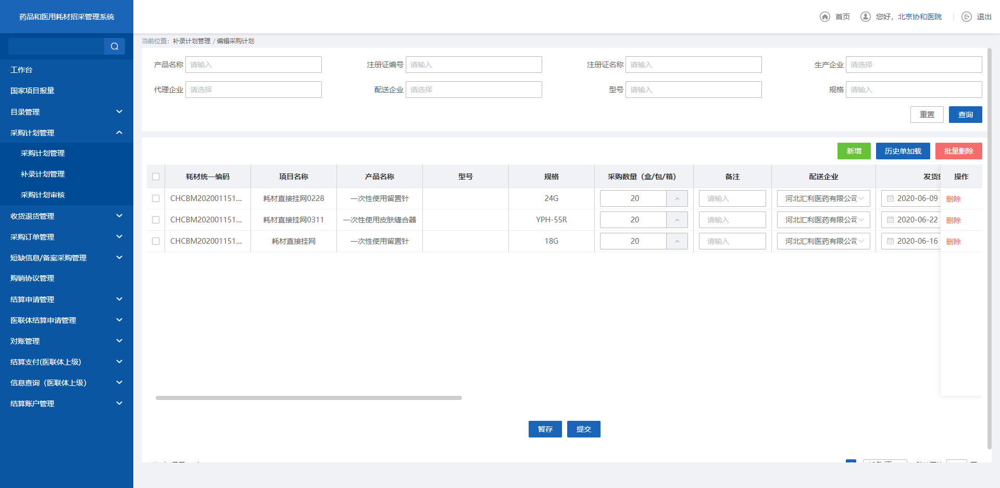 药品和医用耗材招采管理系统
首页
您好，北京协和医院
退出
当前位置：补录计划管理 / 编辑采购计划
工作台
国家项目报量
目录管理
采购计划管理
采购计划管理
补录计划管理
采购计划审核
收货退货管理
采购订单管理
短缺信息/备案采购管理
购销协议管理
结算申请管理
医联体结算申请管理
对账管理
结算支付(医联体上级)
信息查询（医联体上级）
结算账户管理
产品名称 请输入 注册证编号 请输入 注册证名称 请输入 生产企业 请选择
代理企业 请选择 配送企业 请选择 型号 请输入 规格 请输入
重置 查询
新增 历史单加载 批量删除
耗材统一编码 项目名称 产品名称 型号 规格 采购数量（盒/包/箱） 备注 配送企业 发货 操作
CHCBM202001151... 耗材直接挂网0228 一次性使用留置针 24G 20 请输入 河北汇利医药有限公司 2020-06-09 删除
CHCBM202001151... 耗材直接挂网0311 一次性使用皮肤缝合器 YPH-55R 20 请输入 河北汇利医药有限公司 2020-06-22 删除
CHCBM202001151... 耗材直接挂网 一次性使用留置针 18G 20 请输入 河北汇利医药有限公司 2020-06-16 删除
暂存 提交